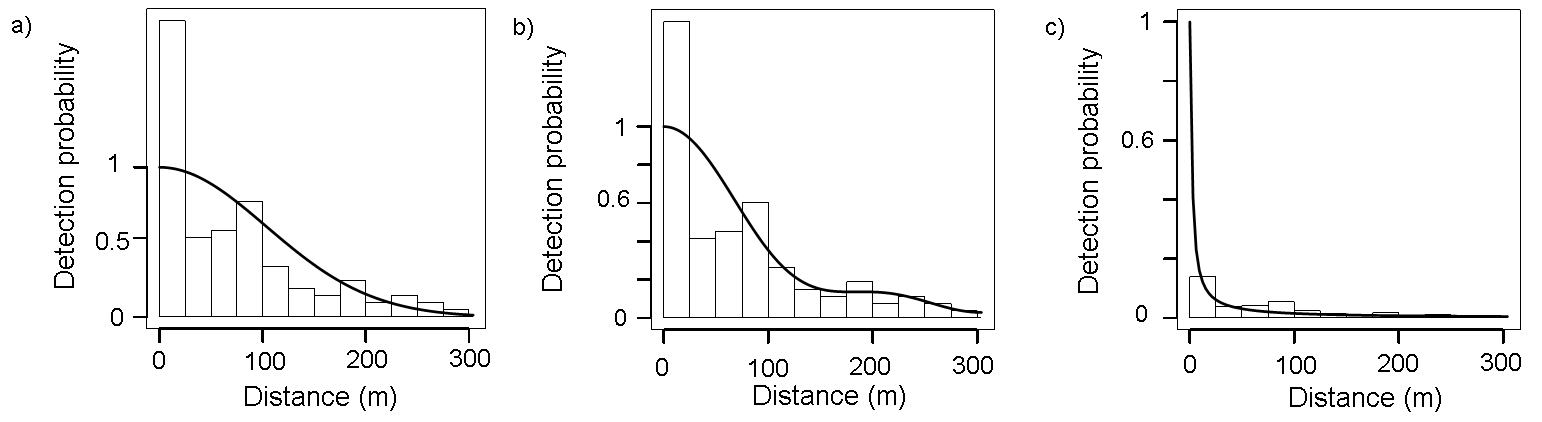 a)
Detection probability
1
0.5
0
0 100 200 300
Distance (m)
b)
Detection probability
1
0.6
0
0 100 200 300
Distance (m)
c)
Detection probability
1
0.6
0
0 100 200 300
Distance (m)